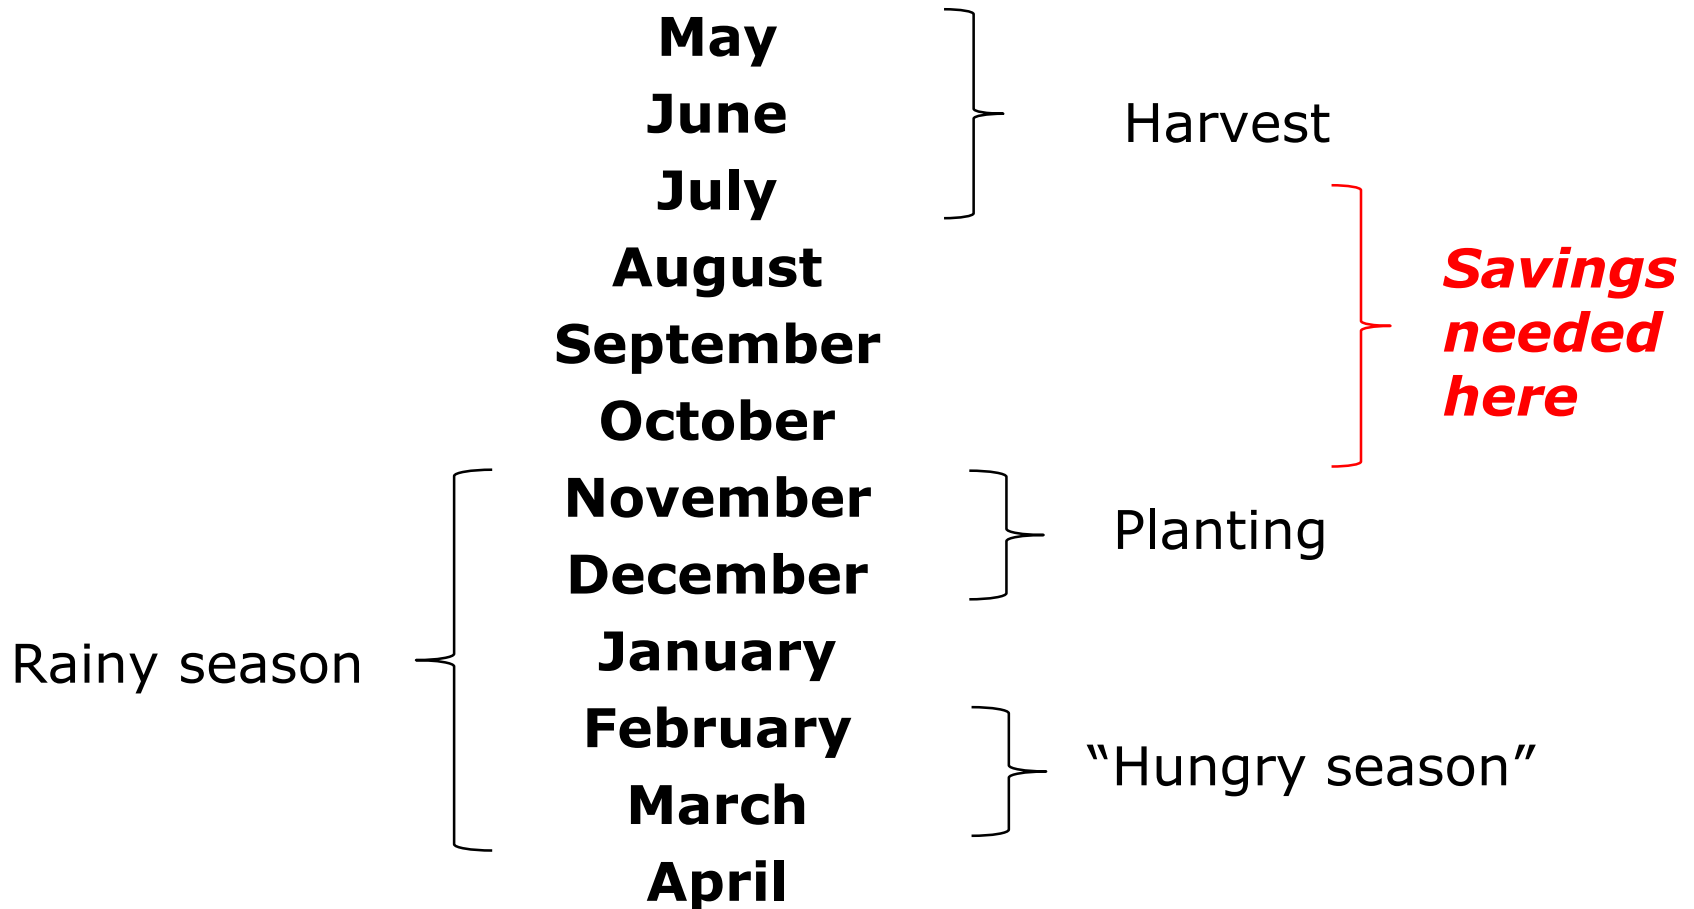 May
June
Harvest
July
August
Savings
needed
here
September
October
November
Planting
December
January
Rainy season
February
“Hungry season”
March
April